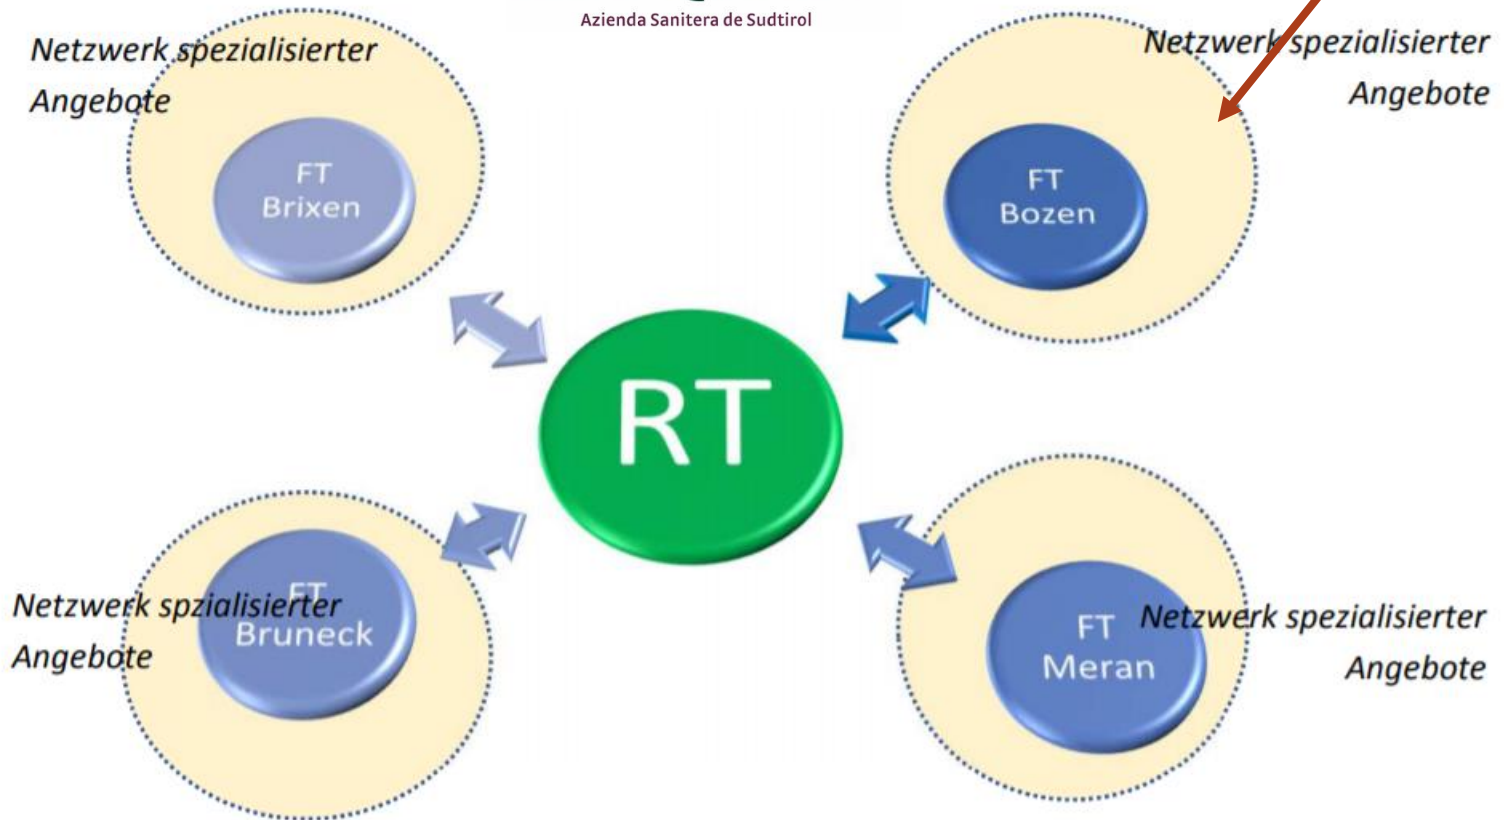 Azienda Sanitera de Sudtirol
Netzwerk spezialisierter
Angebote
Netzwerk spezialisierter
Angebote
FT
Brixen
FT
Bozen
RT
FT
Bruneck
Netzwerk spzialisierter
Angebote
FT
Meran
Netzwerk spezialisierter
Angebote